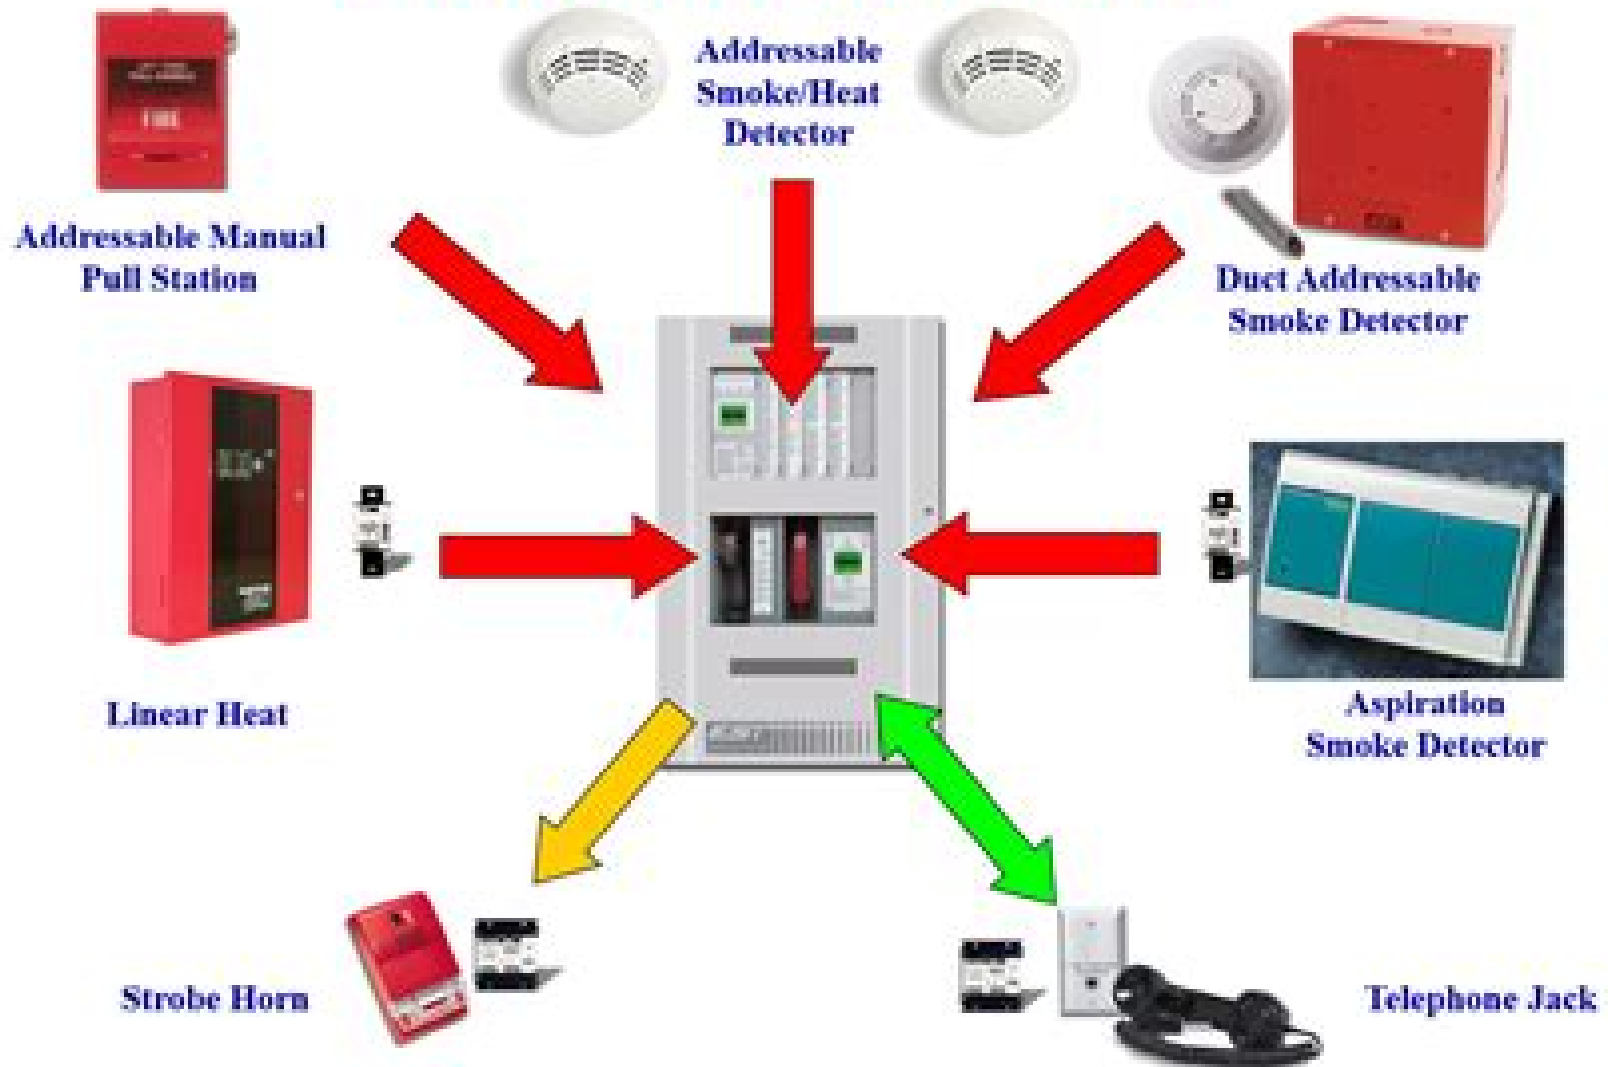 Addressable
Smoke/Heat
Detector
FIRE
Addressable Manual
Pull Station
Duct Addressable
Smoke Detector
Linear Heat
Aspiration
Smoke Detector
EST
Strobe Horn
Telephone Jack